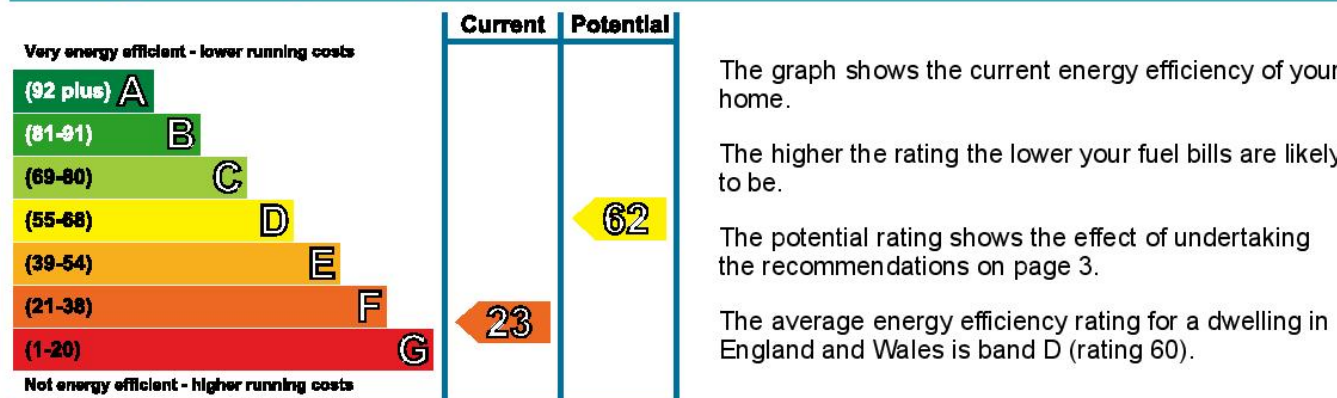 Current Potential
Very energy efficient - lower running costs
(92 plus) A
(81-91) B
(69-80) C
(55-68) D
62
(39-54) E
(21-38) F
23
(1-20) G
Not energy efficient - higher running costs
The graph shows the current energy efficiency of your
home.
The higher the rating the lower your fuel bills are likely
to be.
The potential rating shows the effect of undertaking
the recommendations on page 3.
The average energy efficiency rating for a dwelling in
England and Wales is band D (rating 60).